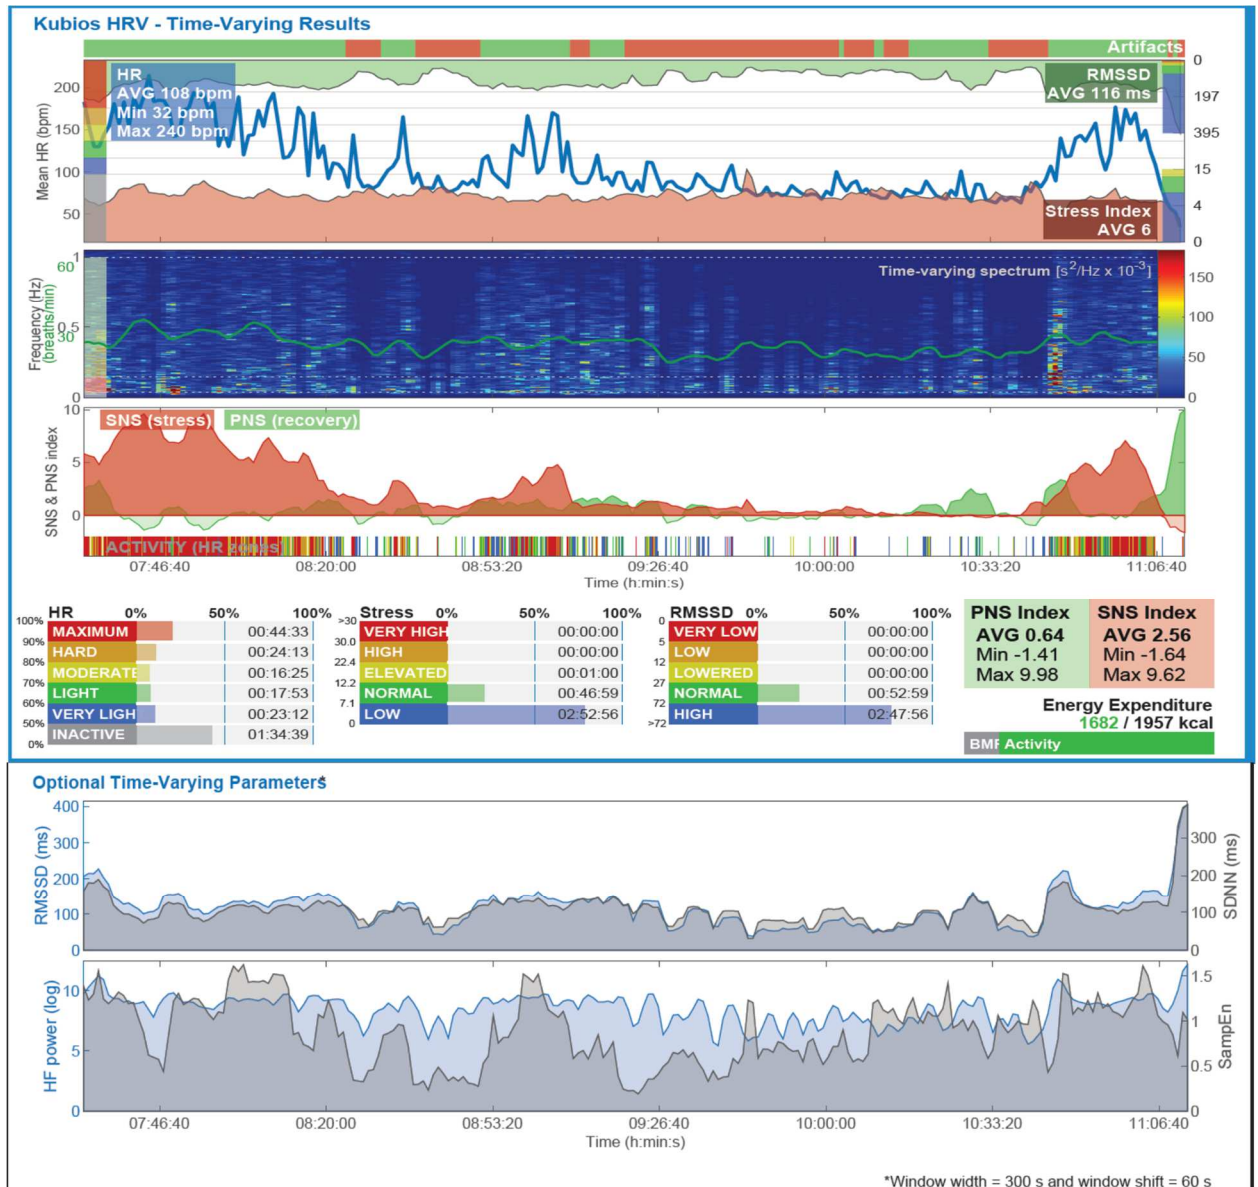 Kubios HRV - Time-Varying Results
Artifacts
HR
AVG 108 bpm
Min 32 bpm
Max 240 bpm
RMSSD
AVG 116 ms
Stress Index
AVG 6
Mean HR (bpm)
200
150
100
50
0
197
395
15
4
0
Time-varying spectrum [s²/Hz x 10⁻³]
Frequency (Hz)
(breaths/min)
1
60
0.5
30
0
150
100
50
0
SNS (stress)
PNS (recovery)
SNS & PNS index
10
5
0
ACTIVITY (HR zones)
07:46:40 08:20:00 08:53:20 09:26:40 10:00:00 10:33:20 11:06:40
Time (h:min:s)
HR 0% 50% 100%
100%
MAXIMUM 00:44:33
90%
HARD 00:24:13
80%
MODERATE 00:16:25
70%
LIGHT 00:17:53
60%
VERY LIGH 00:23:12
50%
INACTIVE 01:34:39
0%
Stress 0% 50% 100%
>30
VERY HIGH 00:00:00
30.0
HIGH 00:00:00
22.4
ELEVATED 00:01:00
12.2
NORMAL 00:46:59
7.1
LOW 02:52:56
0
RMSSD 0% 50% 100%
0
VERY LOW 00:00:00
5
LOW 00:00:00
12
LOWERED 00:00:00
27
NORMAL 00:52:59
72
HIGH 02:47:56
>72
PNS Index
AVG 0.64
Min -1.41
Max 9.98
SNS Index
AVG 2.56
Min -1.64
Max 9.62
Energy Expenditure
1682 / 1957 kcal
BMR Activity
Optional Time-Varying Parameters*
RMSSD (ms)
400
300
200
100
0
SDNN (ms)
300
200
100
0
HF power (log)
10
5
0
SampEn
1.5
1
0.5
0
07:46:40 08:20:00 08:53:20 09:26:40 10:00:00 10:33:20 11:06:40
Time (h:min:s)
*Window width = 300 s and window shift = 60 s